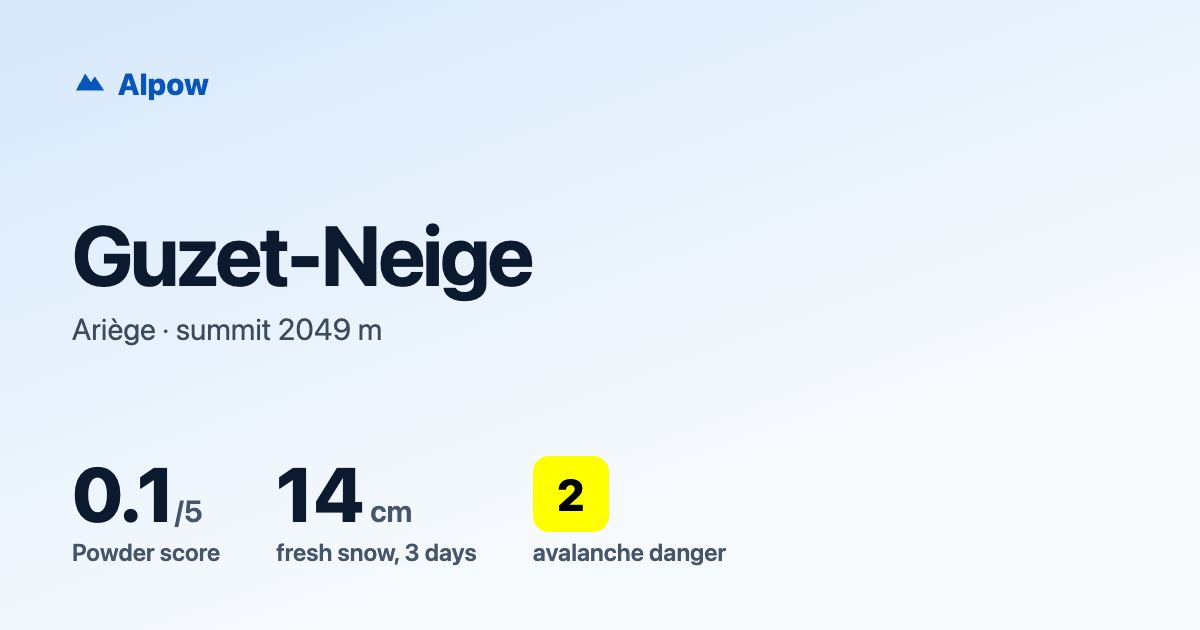 Alpow
Guzet-Neige
Ariège · summit 2049 m
0.1/5
Powder score
14 cm
fresh snow, 3 days
2
avalanche danger